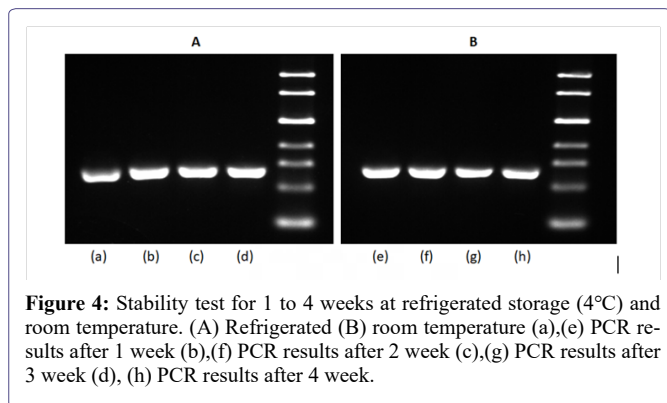 A B
(a) (b) (c) (d) (e) (f) (g) (h)
Figure 4: Stability test for 1 to 4 weeks at refrigerated storage (4°C) and
room temperature. (A) Refrigerated (B) room temperature (a),(e) PCR re-
sults after 1 week (b),(f) PCR results after 2 week (c),(g) PCR results after
3 week (d), (h) PCR results after 4 week.